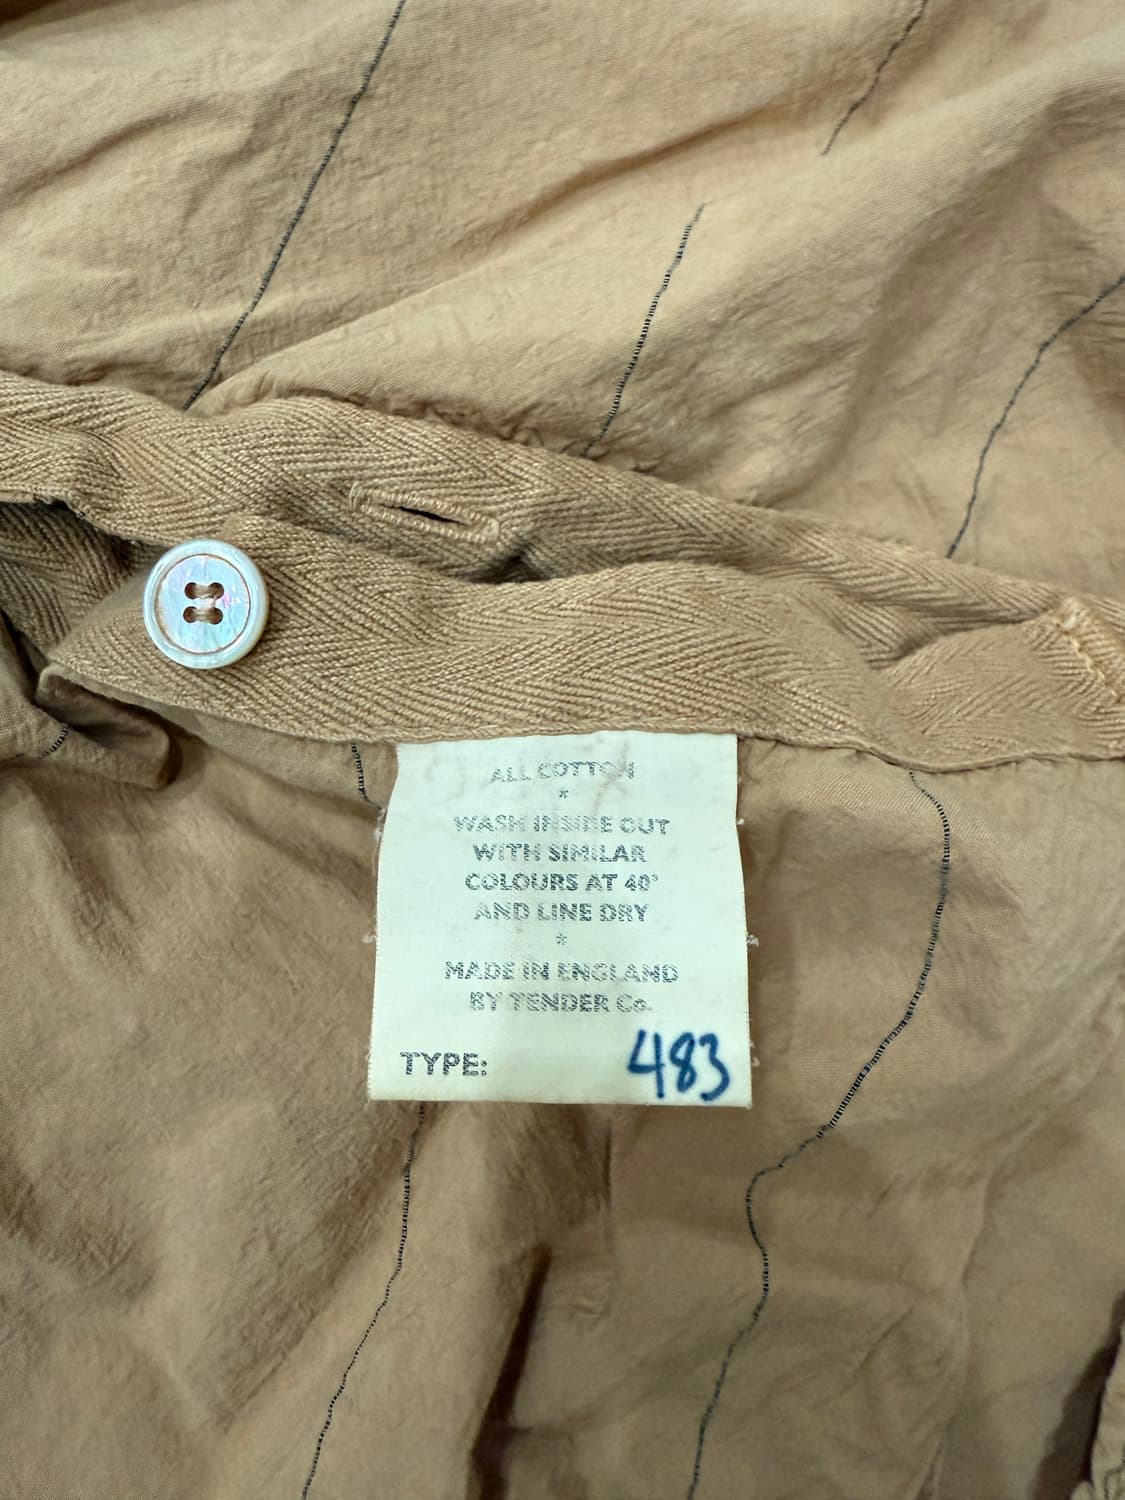 ALL COTTON
*
WASH INSIDE OUT
WITH SIMILAR
COLOURS AT 40°
AND LINE DRY
*
MADE IN ENGLAND
BY TENDER Co.
TYPE: 483